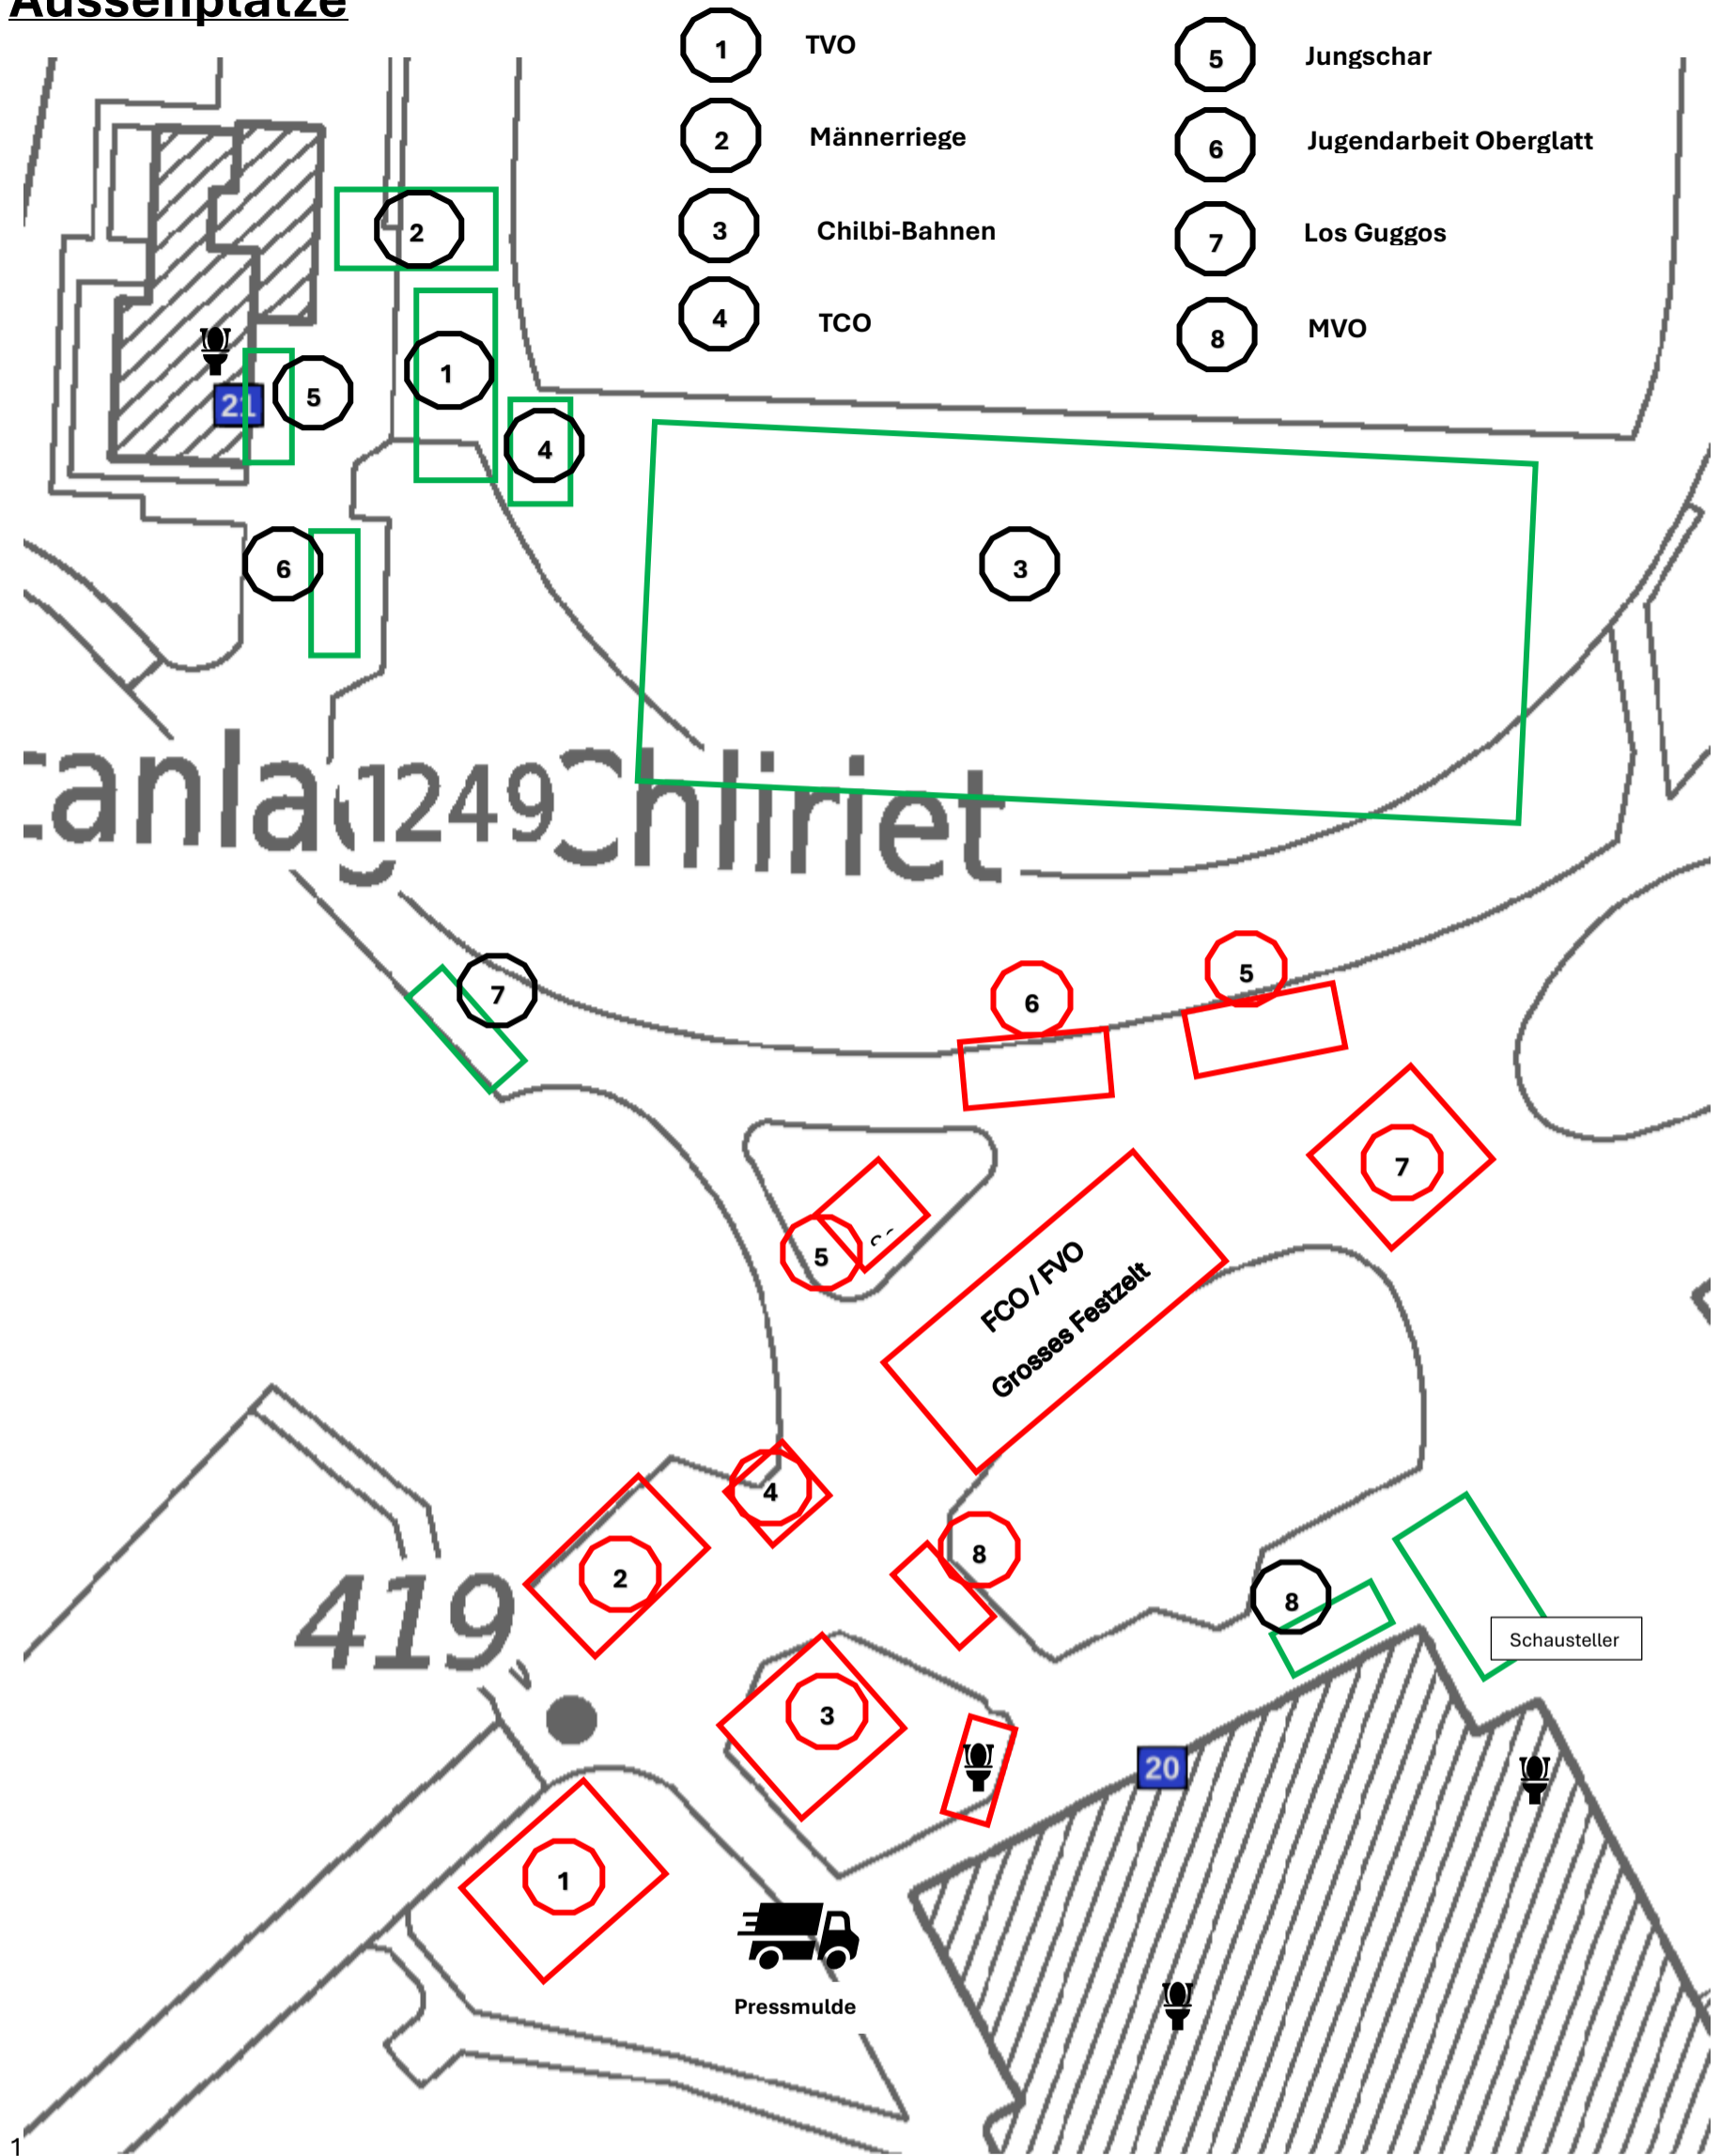 Aussenplätze
1 TVO
5 Jungschar
2 Männerriege
6 Jugendarbeit Oberglatt
3 Chilbi-Bahnen
7 Los Guggos
4 TCO
8 MVO
2
1
5
21
4
6
3
1249
Chliriet
7
6
5
7
5
FCO / FVO
Grosses Festzelt
4
2
8
8
419
Schausteller
3
20
1
Pressmulde
1